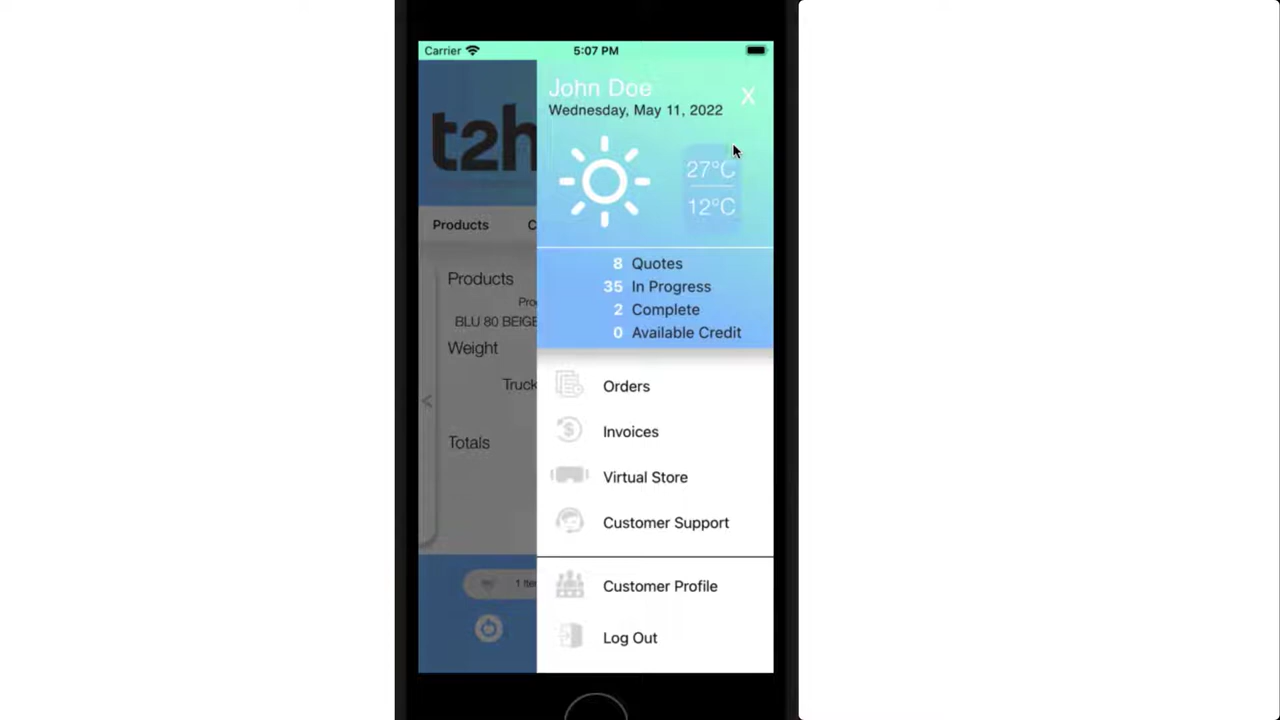 Carrier 5:07 PM
John Doe X
Wednesday, May 11, 2022
t2h
27°C
12°C
Products C
8 Quotes
35 In Progress
2 Complete
0 Available Credit
Products
Pro
BLU 80 BEIGE
Weight
Truck
<
Totals
Orders
Invoices
Virtual Store
Customer Support
Customer Profile
1 Ite
Log Out